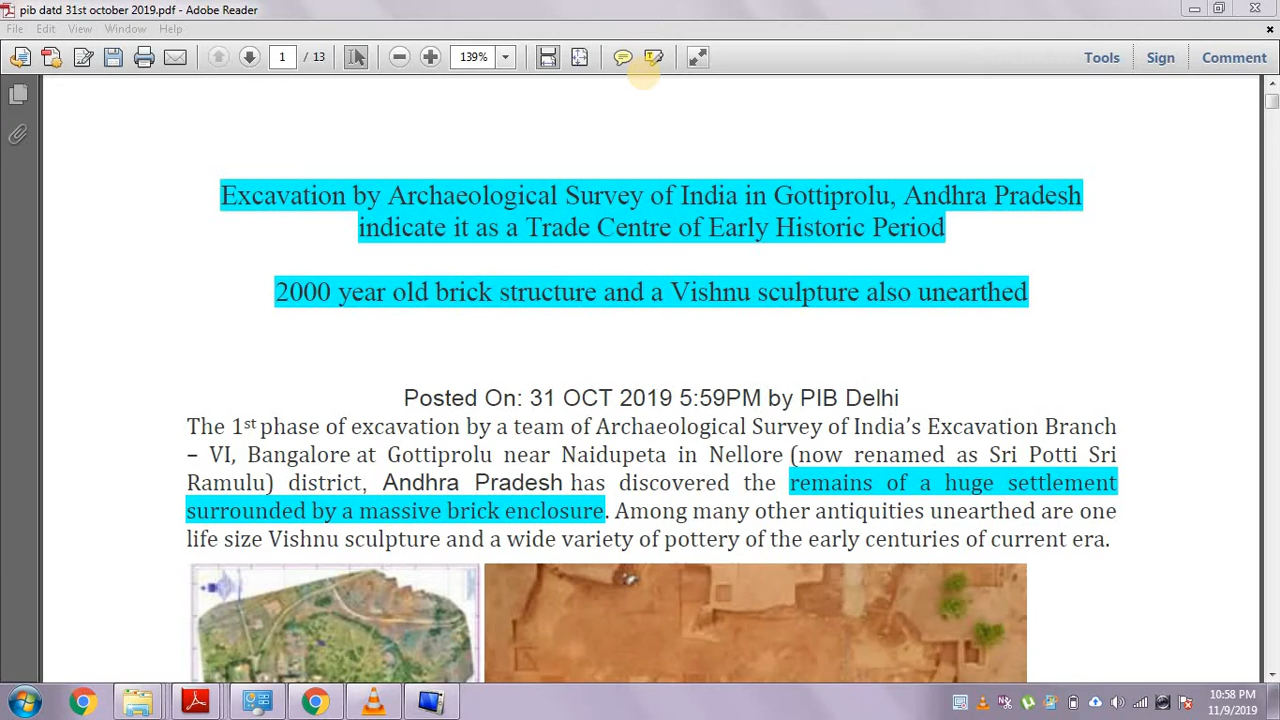 pib datd 31st october 2019.pdf - Adobe Reader
File Edit View Window Help
1 / 13 139% Tools Sign Comment
Excavation by Archaeological Survey of India in Gottiprolu, Andhra Pradesh
indicate it as a Trade Centre of Early Historic Period
2000 year old brick structure and a Vishnu sculpture also unearthed
Posted On: 31 OCT 2019 5:59PM by PIB Delhi
The 1st phase of excavation by a team of Archaeological Survey of India’s Excavation Branch
– VI, Bangalore at Gottiprolu near Naidupeta in Nellore (now renamed as Sri Potti Sri
Ramulu) district, Andhra Pradesh has discovered the remains of a huge settlement
surrounded by a massive brick enclosure. Among many other antiquities unearthed are one
life size Vishnu sculpture and a wide variety of pottery of the early centuries of current era.
10:58 PM
11/9/2019